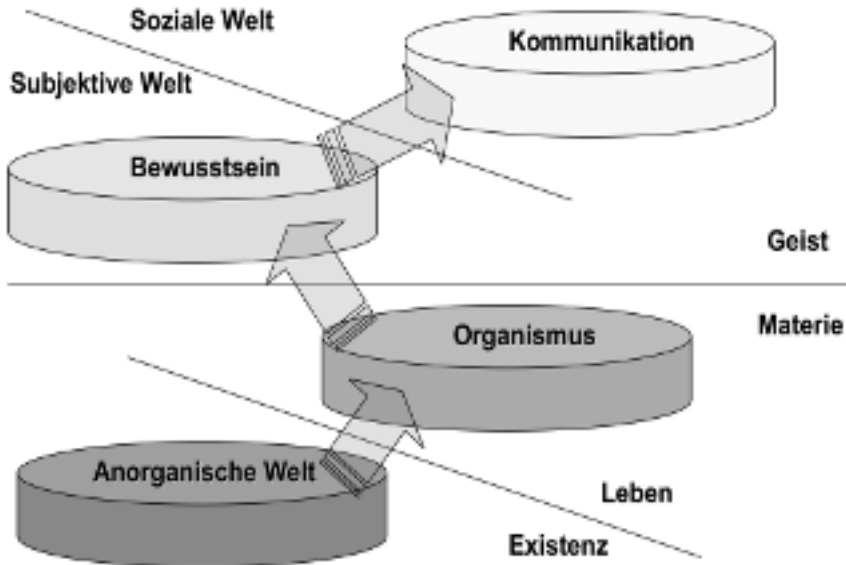 Soziale Welt
Kommunikation
Subjektive Welt
Bewusstsein
Geist
Materie
Organismus
Anorganische Welt
Leben
Existenz